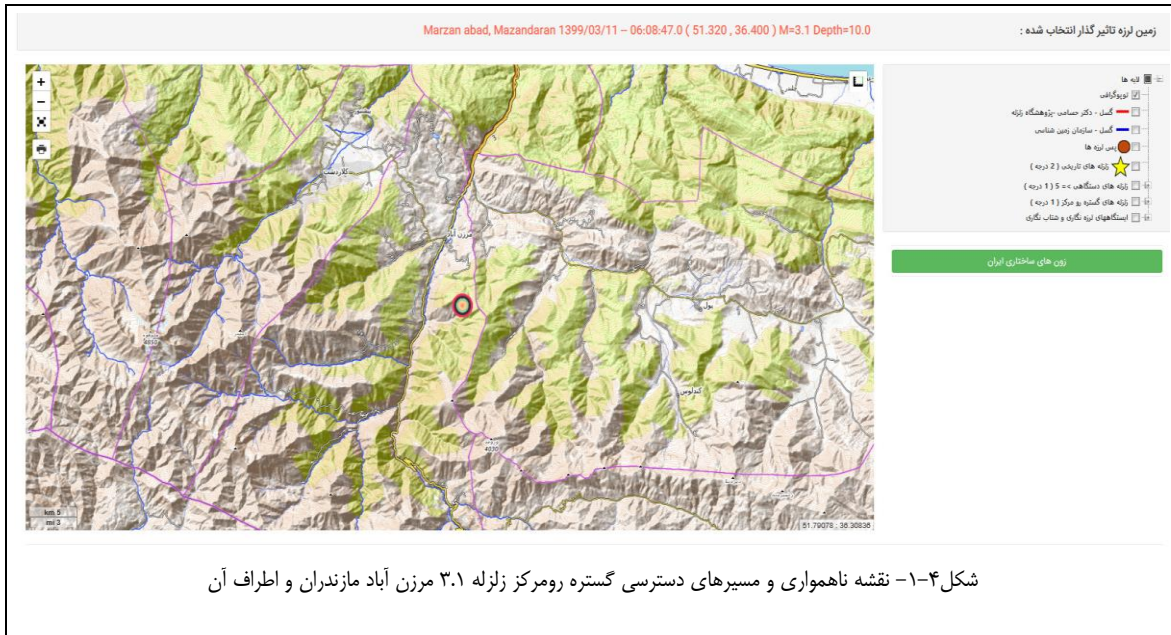 زمین لرزه تاثیر گذار انتخاب شده :
Marzan abad, Mazandaran 1399/03/11 – 06:08:47.0 ( 51.320 , 36.400 ) M=3.1 Depth=10.0
لایه ها
توپوگرافی
گسل - دکتر حسامی -پژوهشگاه زلزله
گسل - سازمان زمین شناسی
پس لرزه ها
زلزله های تاریخی ( 2 درجه )
زلزله های دستگاهی >= 5 ( 1 درجه )
زلزله های گستره رو مرکز ( 1 درجه )
ایستگاههای لرزه نگاری و شتاب نگاری
زون های ساختاری ایران
+
−
L
کلاردشت
مرزن آباد
پول
کندلوس
4030
km 5
mi 3
51.79078 : 36.30836
شکل۴-۱- نقشه ناهمواری و مسیرهای دسترسی گستره رومرکز زلزله ۳.۱ مرزن آباد مازندران و اطراف آن